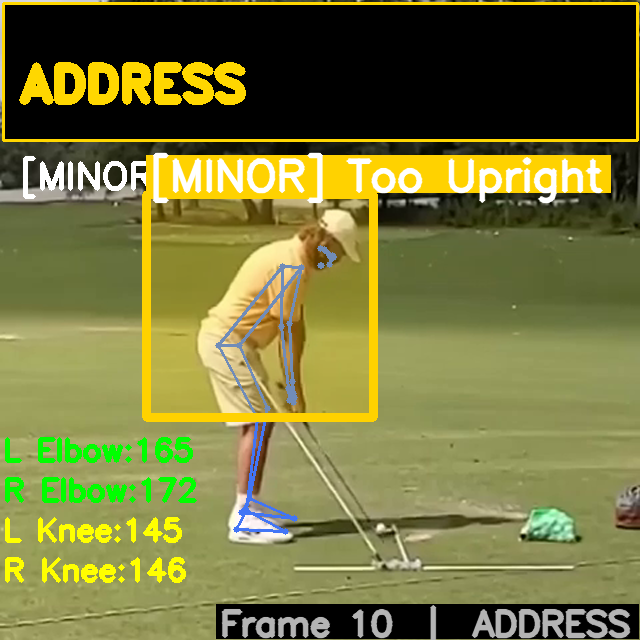 ADDRESS
[MINOR [MINOR] Too Upright
L Elbow:165
R Elbow:172
L Knee:145
R Knee:146
Frame 10 | ADDRESS